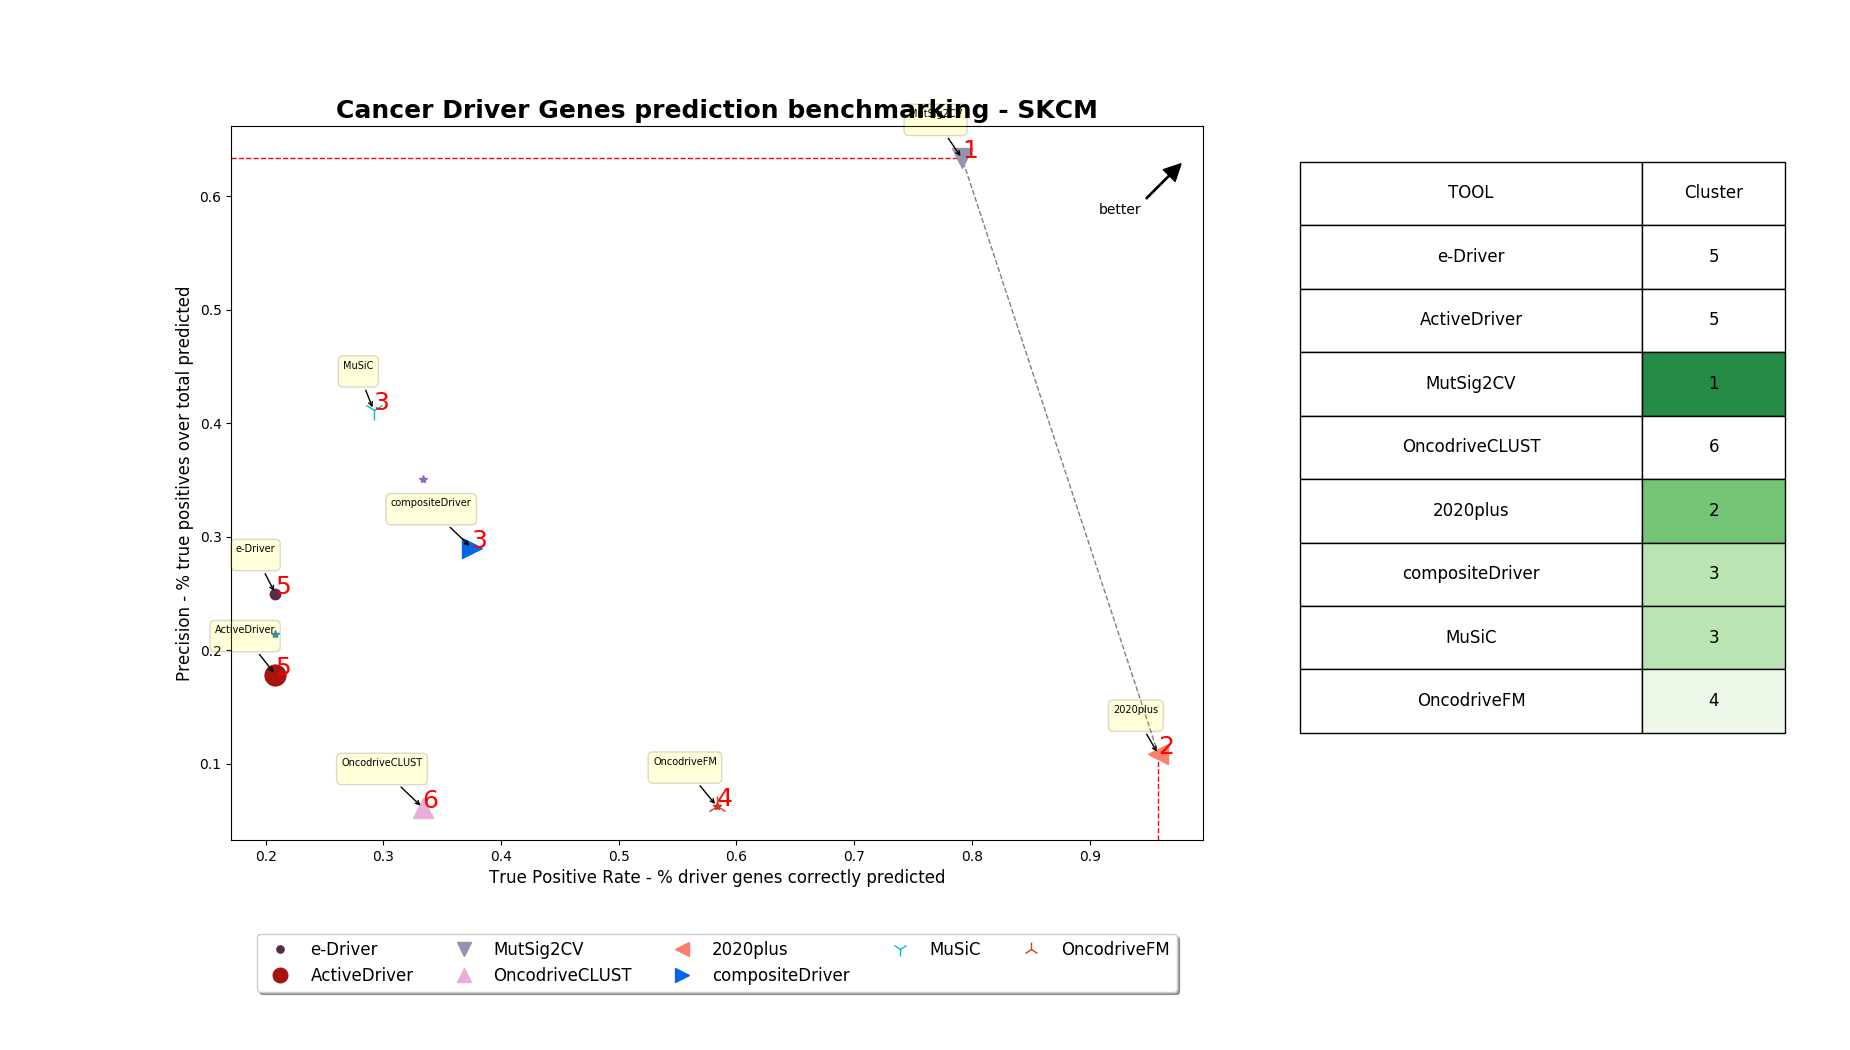 Cancer Driver Genes prediction benchmarking - SKCM
MutSig2CV
1
better
0.6
0.5
0.4
0.3
0.2
0.1
Precision - % true positives over total predicted
MuSiC
3
compositeDriver
3
e-Driver
5
ActiveDriver
5
2020plus
2
OncodriveCLUST
6
OncodriveFM
4
0.2 0.3 0.4 0.5 0.6 0.7 0.8 0.9
True Positive Rate - % driver genes correctly predicted
e-Driver MutSig2CV 2020plus MuSiC OncodriveFM
ActiveDriver OncodriveCLUST compositeDriver
TOOL Cluster
e-Driver 5
ActiveDriver 5
MutSig2CV 1
OncodriveCLUST 6
2020plus 2
compositeDriver 3
MuSiC 3
OncodriveFM 4